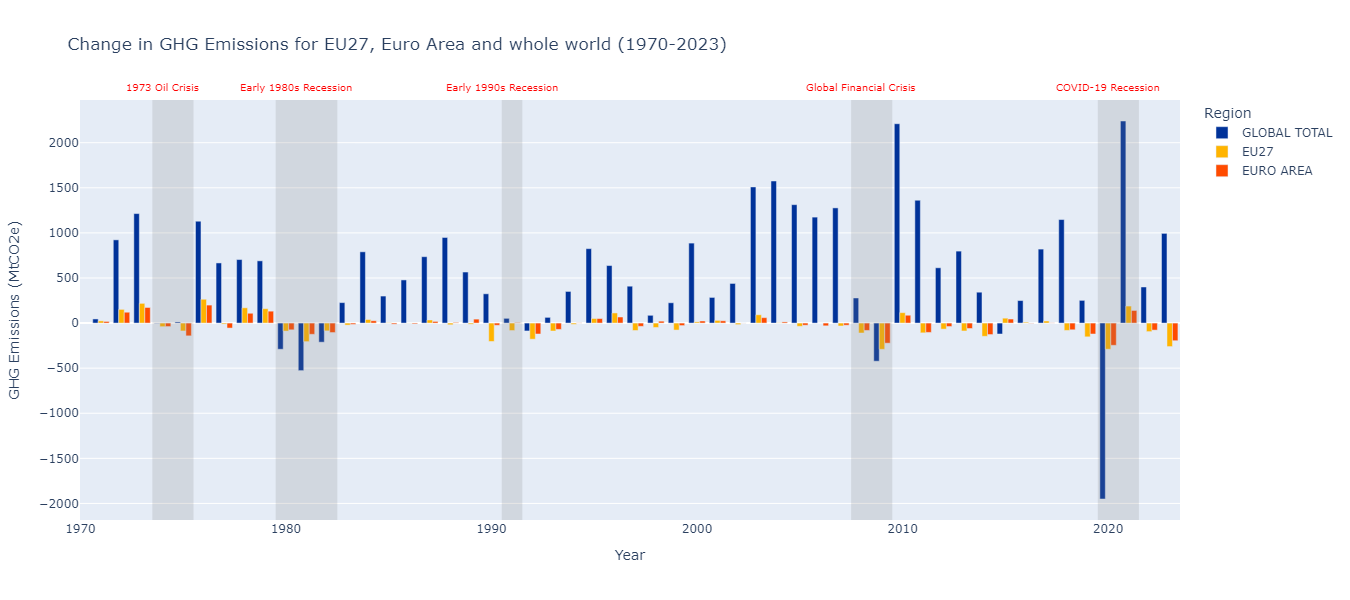 Change in GHG Emissions for EU27, Euro Area and whole world (1970-2023)
1973 Oil Crisis
Early 1980s Recession
Early 1990s Recession
Global Financial Crisis
COVID-19 Recession
Region
GLOBAL TOTAL
EU27
EURO AREA
GHG Emissions (MtCO2e)
2000
1500
1000
500
0
−500
−1000
−1500
−2000
1970
1980
1990
2000
2010
2020
Year